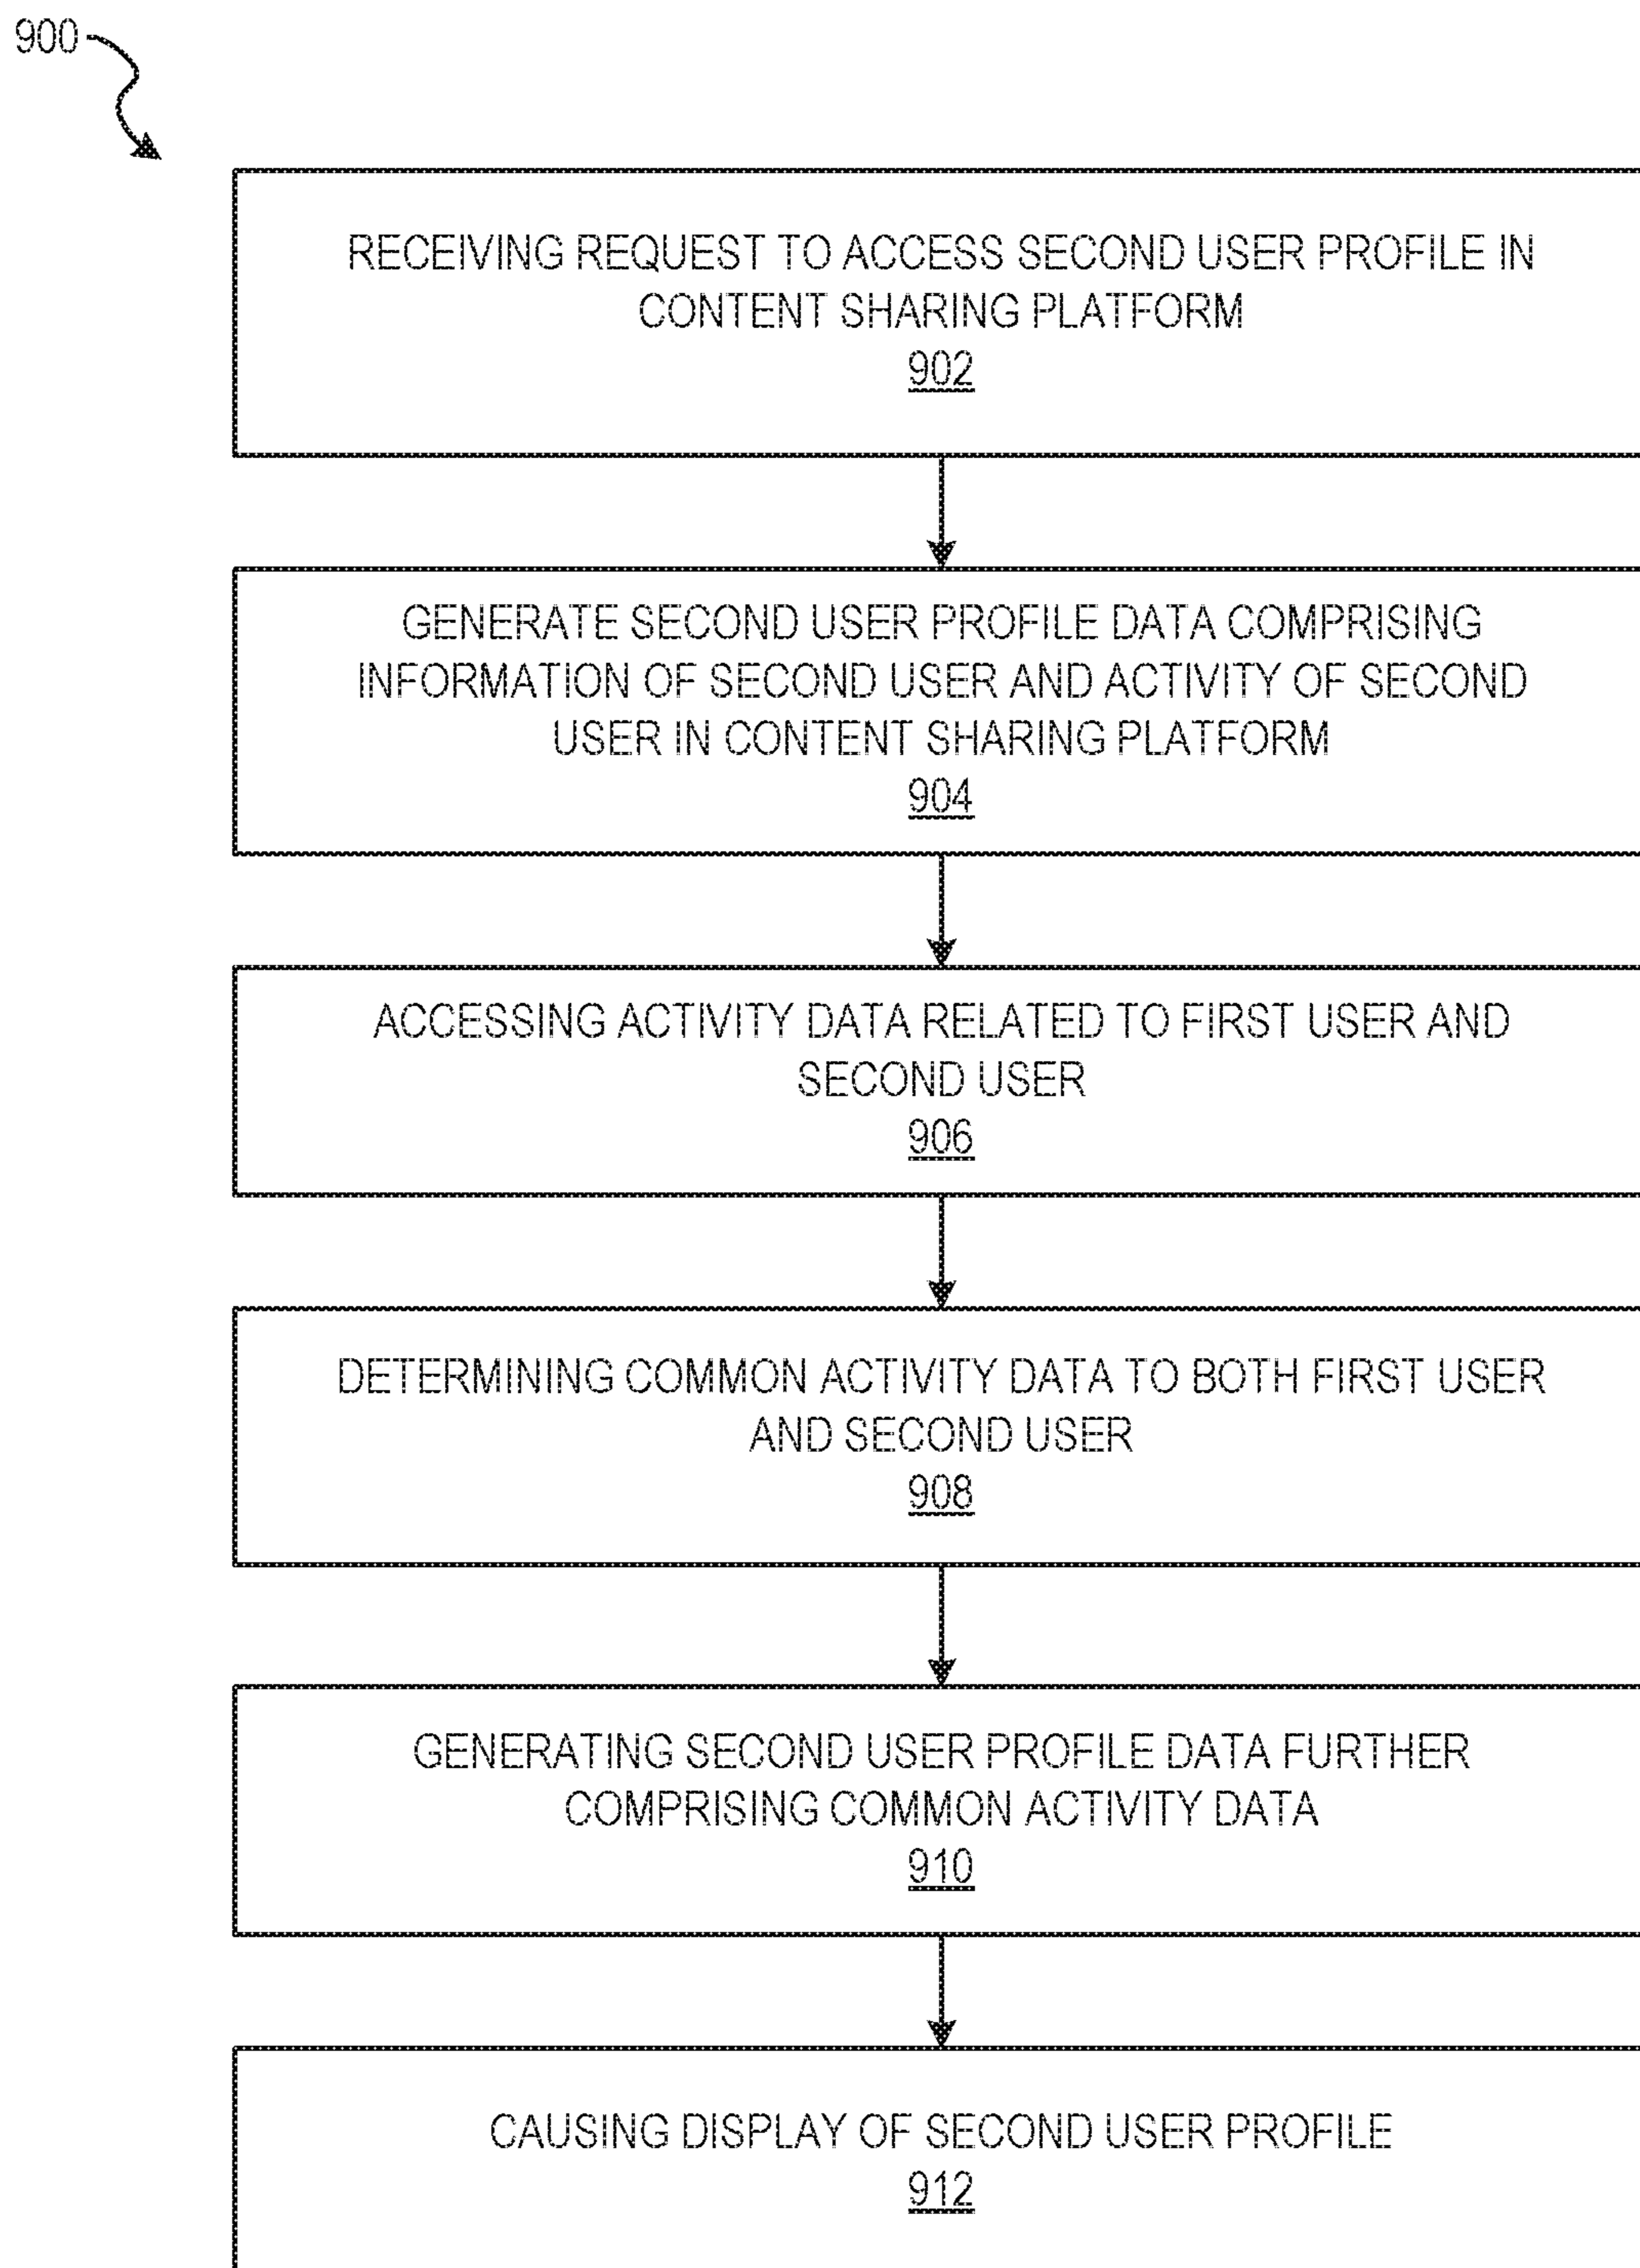 900
RECEIVING REQUEST TO ACCESS SECOND USER PROFILE IN
CONTENT SHARING PLATFORM
902
GENERATE SECOND USER PROFILE DATA COMPRISING
INFORMATION OF SECOND USER AND ACTIVITY OF SECOND
USER IN CONTENT SHARING PLATFORM
904
ACCESSING ACTIVITY DATA RELATED TO FIRST USER AND
SECOND USER
906
DETERMINING COMMON ACTIVITY DATA TO BOTH FIRST USER
AND SECOND USER
908
GENERATING SECOND USER PROFILE DATA FURTHER
COMPRISING COMMON ACTIVITY DATA
910
CAUSING DISPLAY OF SECOND USER PROFILE
912